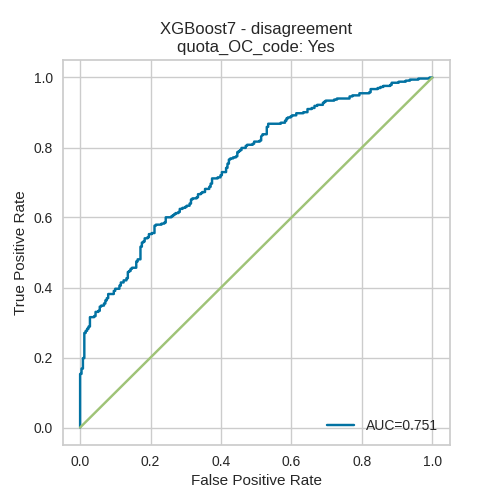 XGBoost7 - disagreement
quota_OC_code: Yes
1.0
0.8
0.6
0.4
0.2
0.0
True Positive Rate
0.0 0.2 0.4 0.6 0.8 1.0
False Positive Rate
AUC=0.751